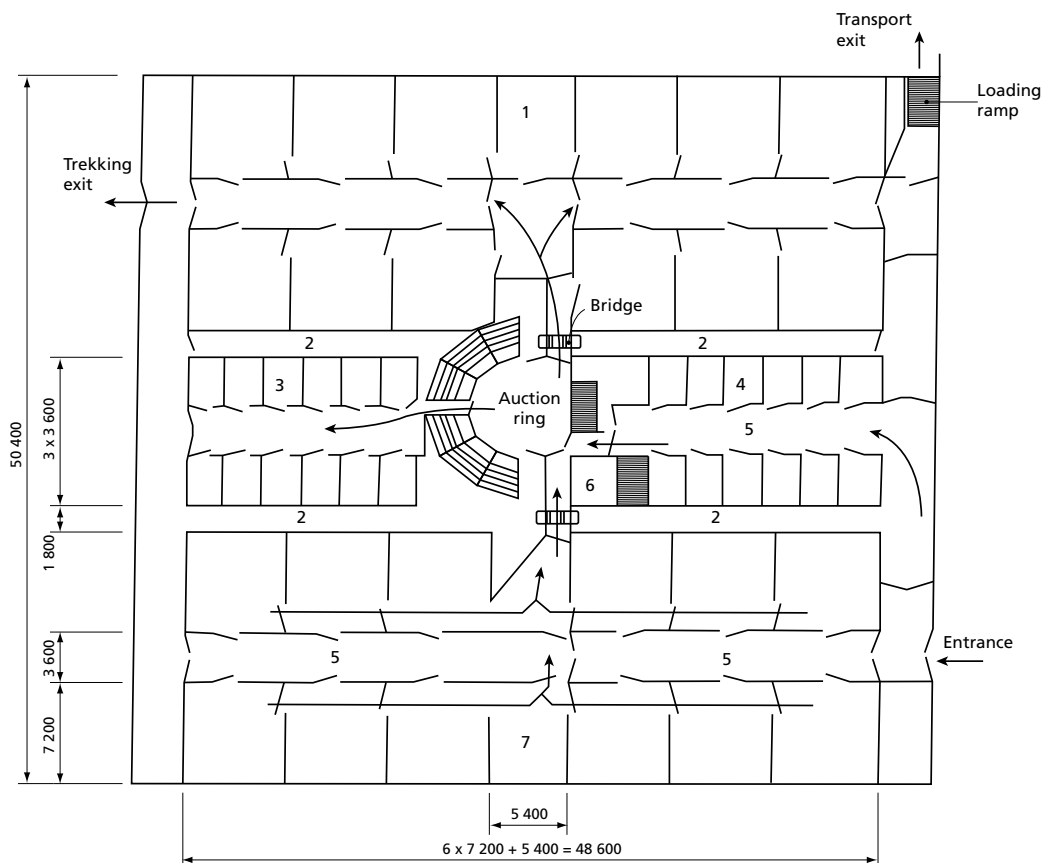 Transport
exit
Loading
ramp
1
Trekking
exit
Bridge
2
2
3
4
Auction
ring
5
6
2
2
50 400
3 x 3 600
1 800
3 600
7 200
5
5
Entrance
7
5 400
6 x 7 200 + 5 400 = 48 600